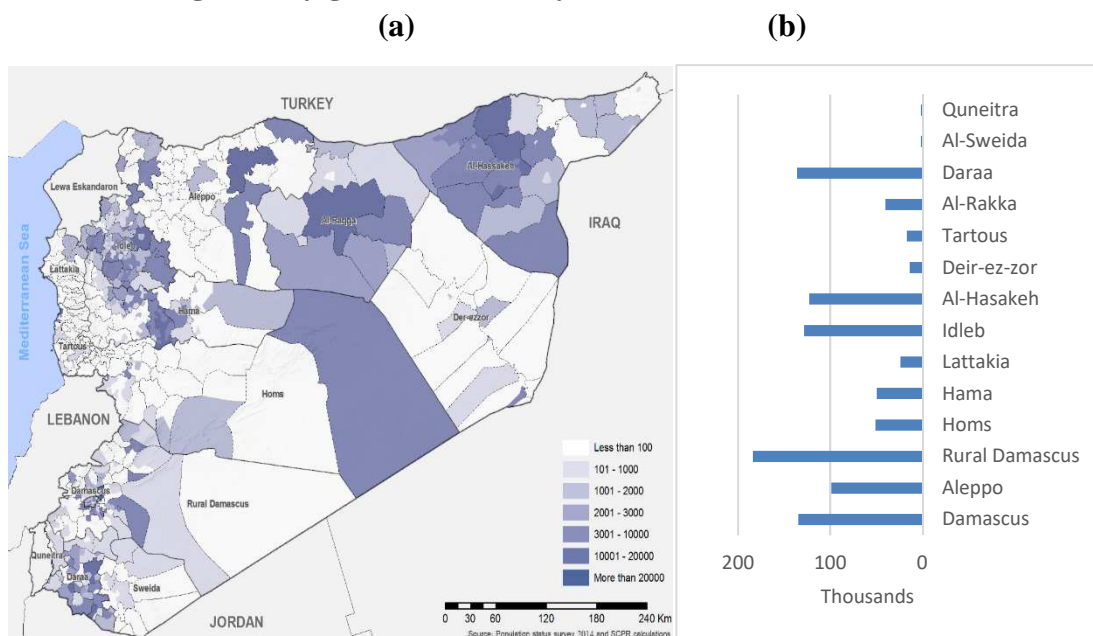 (a)
(b)
TURKEY
Lewa Eskandaron
Aleppo
Al-Hassakeh
Al-Raqqa
IRAQ
Mediterranean Sea
Idleb
Lattakia
Hama
Der-ezzor
Tartous
Homs
LEBANON
Damascus
Rural Damascus
Quneitra
Daraa
Sweida
JORDAN
Less than 100
101 - 1000
1001 - 2000
2001 - 3000
3001 - 10000
10001 - 20000
More than 20000
0 30 60 120 180 240 Km
Source: Population status survey 2014 and SCPR calculations
Quneitra
Al-Sweida
Daraa
Al-Rakka
Tartous
Deir-ez-zor
Al-Hasakeh
Idleb
Lattakia
Hama
Homs
Rural Damascus
Aleppo
Damascus
200 100 0
Thousands